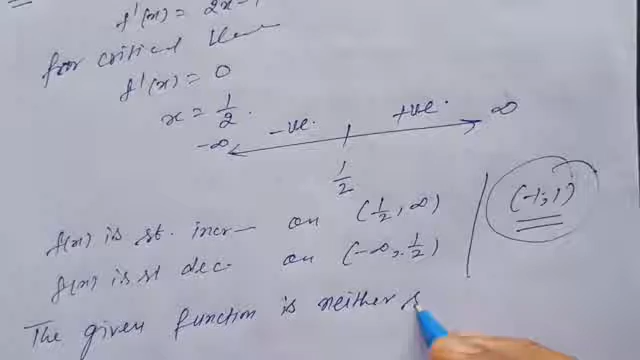 f'(x) = 2x-1
for critical
f'(x) = 0
x = 1/2.
-∞ -ve. 1/2 +ve. ∞
f(x) is st. incr on (1/2, ∞)
f(x) is st dec. on (-∞, 1/2)
(-1, 1)
The given function is neither s